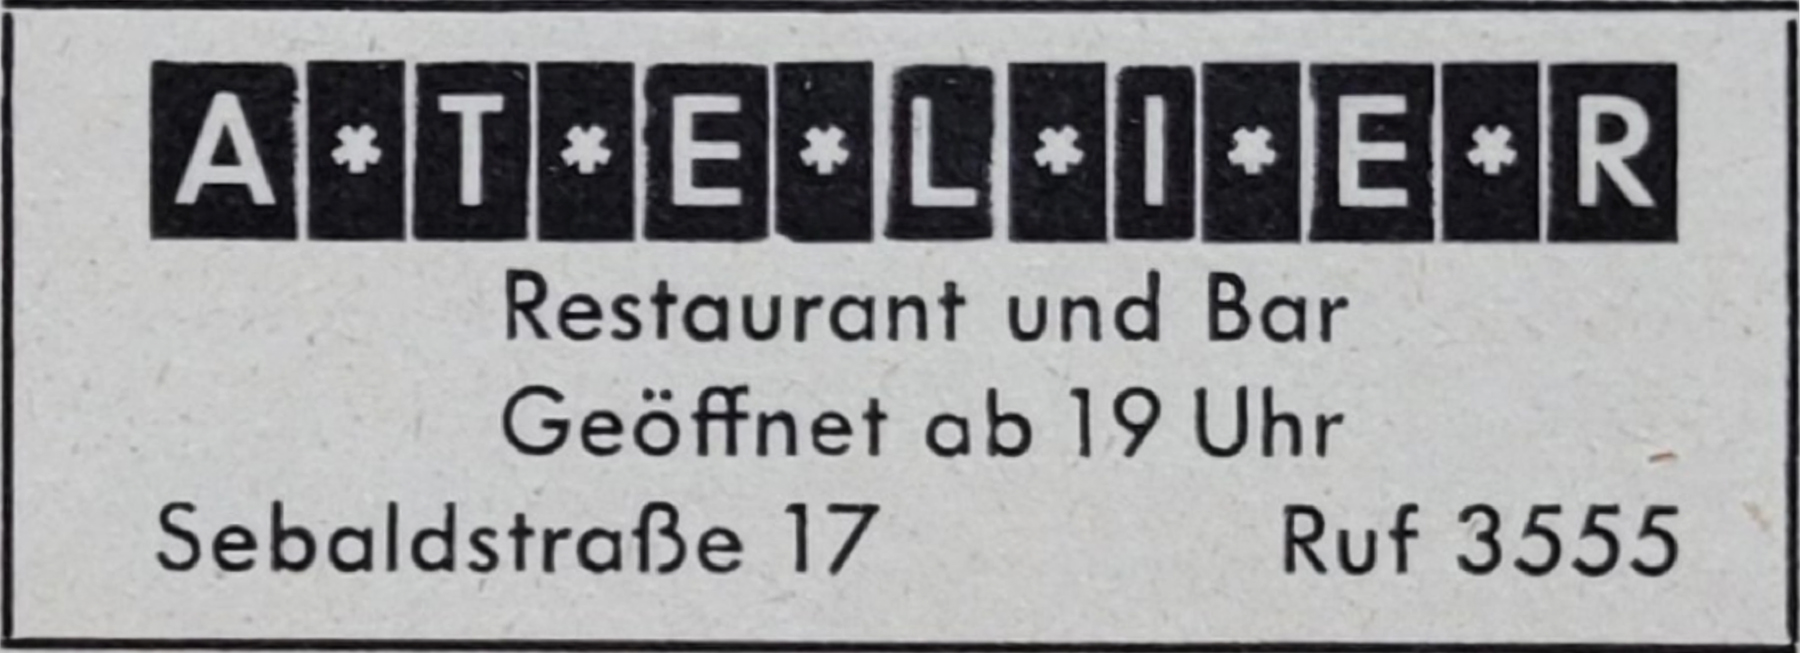 A*T*E*L*I*E*R
Restaurant und Bar
Geöffnet ab 19 Uhr
Sebaldstraße 17 Ruf 3555